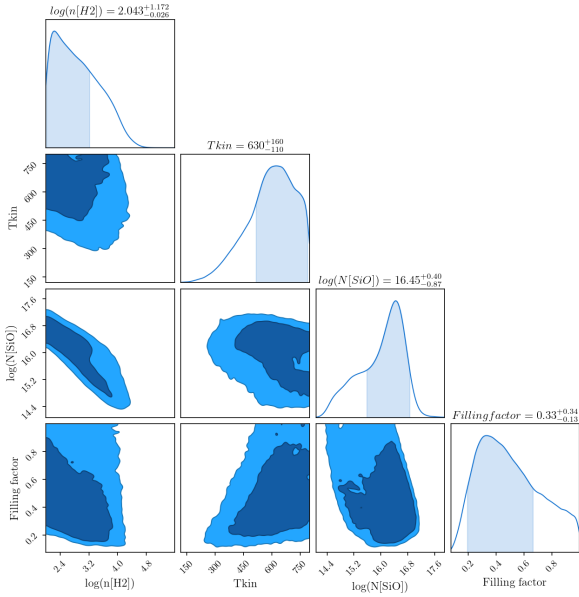 log(n[H2]) = 2.043 +1.172 −0.026
Tkin = 630 +160 −110
750
600
450
300
150
Tkin
log(N[SiO]) = 16.45 +0.40 −0.87
17.6
16.8
16.0
15.2
14.4
log(N[SiO])
Fillingfactor = 0.33 +0.34 −0.13
0.8
0.6
0.4
0.2
Filling factor
2.4 3.2 4.0 4.8
150 300 450 600 750
14.4 15.2 16.0 16.8 17.6
0.2 0.4 0.6 0.8
log(n[H2]) Tkin log(N[SiO]) Filling factor